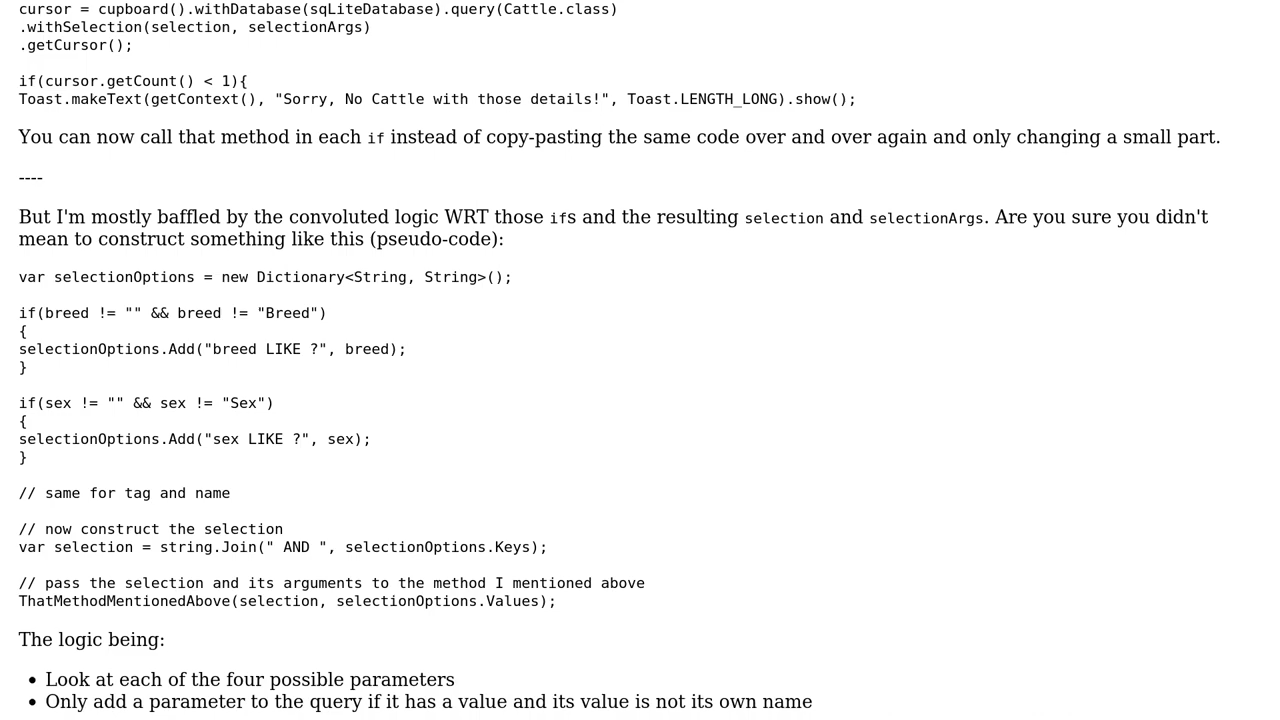 cursor = cupboard().withDatabase(sqLiteDatabase).query(Cattle.class)
.withSelection(selection, selectionArgs)
.getCursor();
if(cursor.getCount() < 1){
Toast.makeText(getContext(), "Sorry, No Cattle with those details!", Toast.LENGTH_LONG).show();
You can now call that method in each if instead of copy-pasting the same code over and over again and only changing a small part.
----
But I'm mostly baffled by the convoluted logic WRT those ifs and the resulting selection and selectionArgs. Are you sure you didn't
mean to construct something like this (pseudo-code):
var selectionOptions = new Dictionary<String, String>();
if(breed != "" && breed != "Breed")
{
selectionOptions.Add("breed LIKE ?", breed);
}
if(sex != "" && sex != "Sex")
{
selectionOptions.Add("sex LIKE ?", sex);
}
// same for tag and name
// now construct the selection
var selection = string.Join(" AND ", selectionOptions.Keys);
// pass the selection and its arguments to the method I mentioned above
ThatMethodMentionedAbove(selection, selectionOptions.Values);
The logic being:
• Look at each of the four possible parameters
• Only add a parameter to the query if it has a value and its value is not its own name